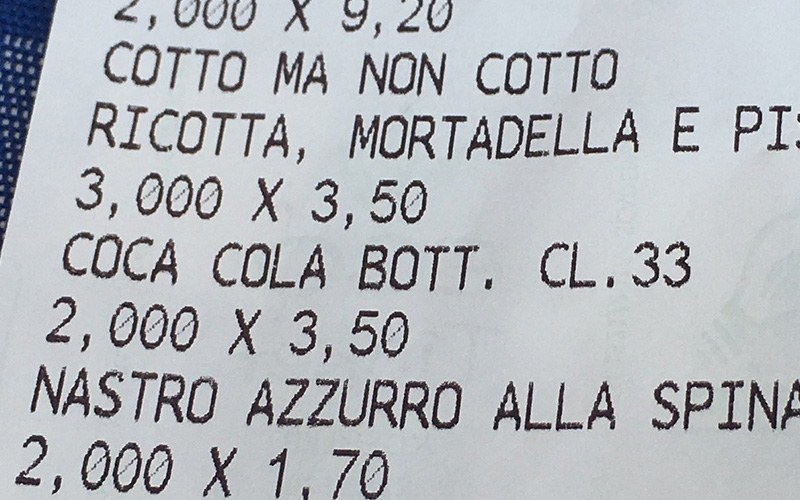 2,000 X 9,20
COTTO MA NON COTTO
RICOTTA, MORTADELLA E
3,000 X 3,50
COCA COLA BOTT. CL.33
2,000 X 3,50
NASTRO AZZURRO ALLA SPINA
2,000 X 1,70